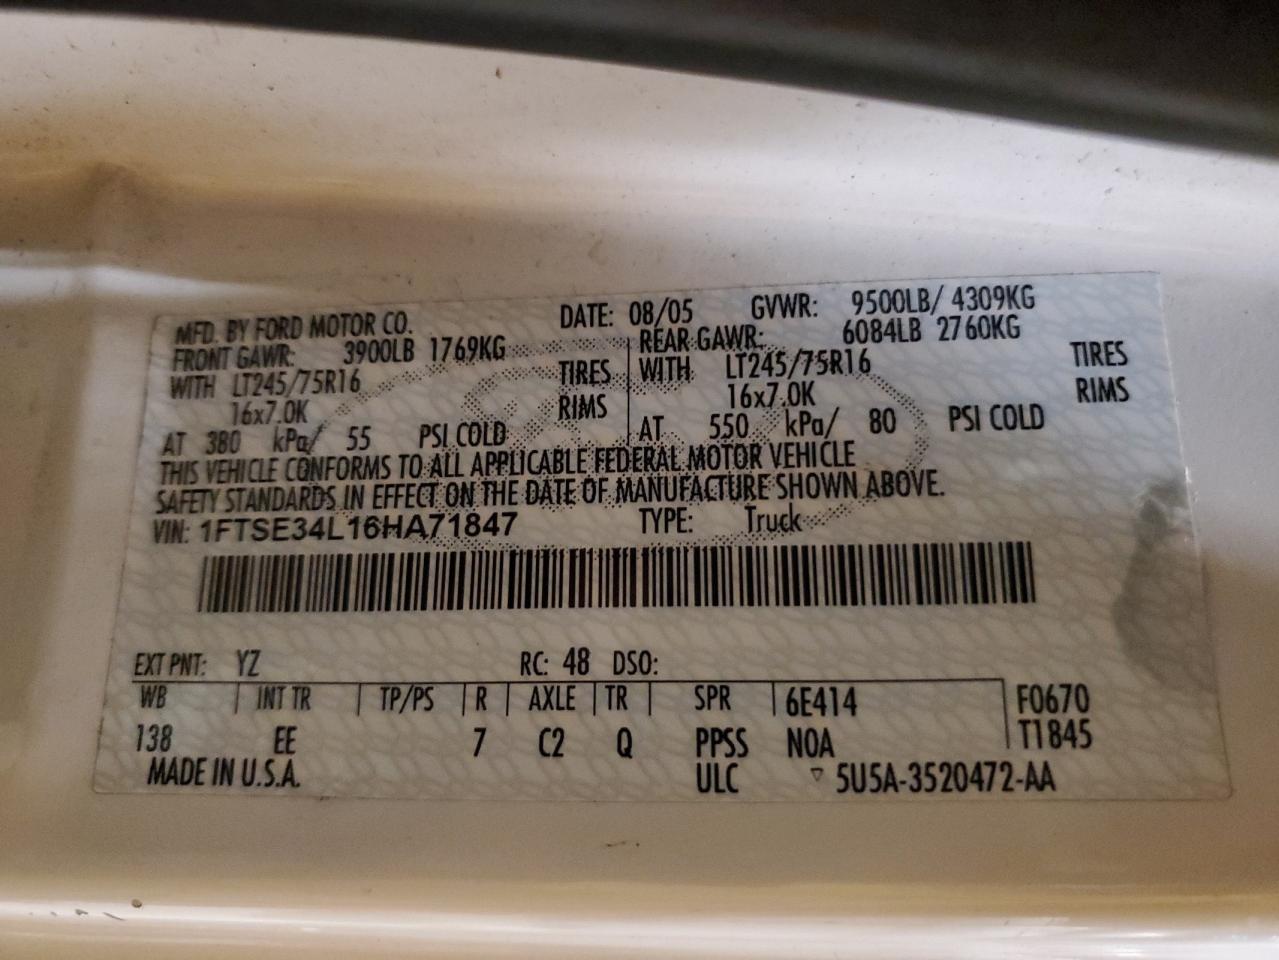 MFD. BY FORD MOTOR CO. DATE: 08/05 GVWR: 9500LB/ 4309KG
FRONT GAWR: 3900LB 1769KG REAR GAWR: 6084LB 2760KG
WITH LT245/75R16 TIRES WITH LT245/75R16 TIRES
16x7.0K RIMS 16x7.0K RIMS
AT 380 kPa/ 55 PSI COLD AT 550 kPa/ 80 PSI COLD
THIS VEHICLE CONFORMS TO ALL APPLICABLE FEDERAL MOTOR VEHICLE
SAFETY STANDARDS IN EFFECT ON THE DATE OF MANUFACTURE SHOWN ABOVE.
VIN: 1FTSE34L16HA71847 TYPE: Truck
EXT PNT: YZ RC: 48 DSO:
WB INT TR TP/PS R AXLE TR SPR 6E414 F0670
138 EE 7 C2 Q PPSS NOA T1845
MADE IN U.S.A. ULC ▽ 5U5A-3520472-AA